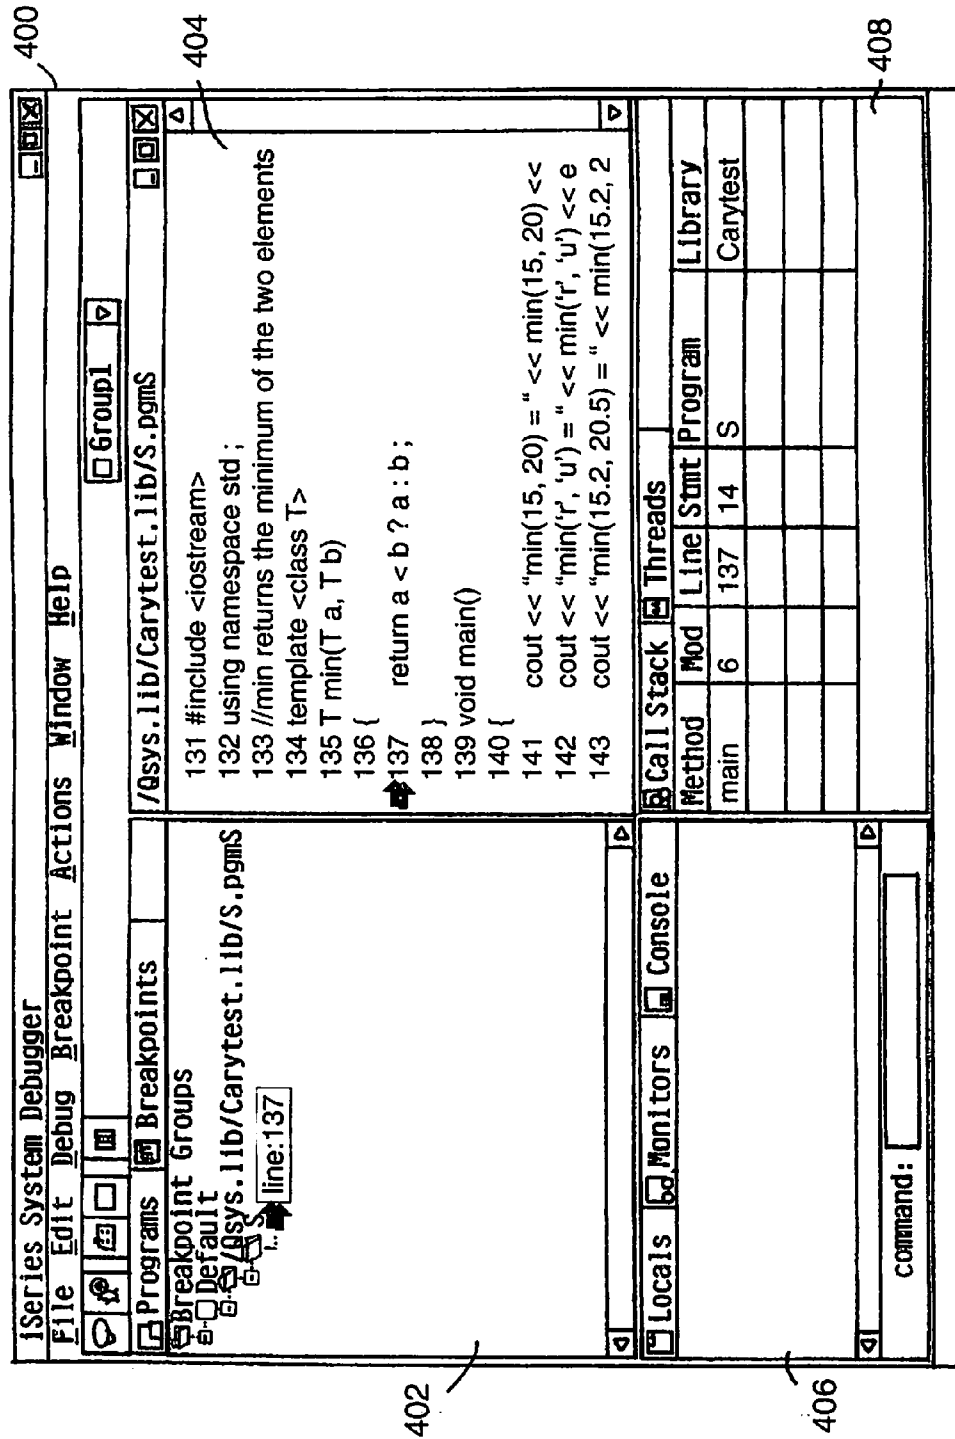 400
iSeries System Debugger
File Edit Debug Breakpoint Actions Window Help
Group1
Programs Breakpoints
Breakpoint Groups
Default
/Qsys.lib/Carytest.lib/S.pgmS
S
line:137
402
/Qsys.lib/Carytest.lib/S.pgmS
404
131 #include <iostream>
132 using namespace std ;
133 //min returns the minimum of the two elements
134 template <class T>
135 T min(T a, T b)
136 {
137 return a < b ? a : b ;
138 }
139 void main()
140 {
141 cout << "min(15, 20) = " << min(15, 20) <<
142 cout << "min('r', 'u') = " << min('r', 'u') << e
143 cout << "min(15.2, 20.5) = " << min(15.2, 2
Locals Monitors Console
command:
406
Call Stack Threads
Method Mod Line Stmt Program Library
main 6 137 14 S Carytest
408